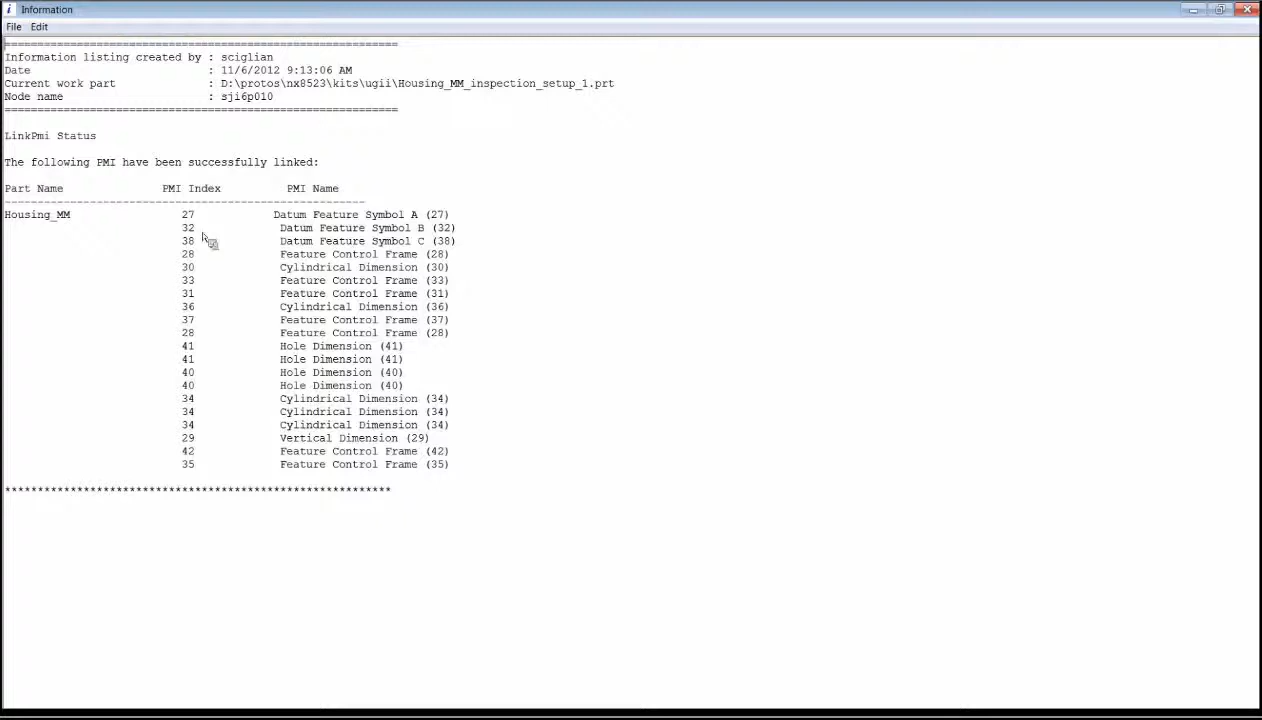 Information
File Edit
============================================================
Information listing created by : sciglian
Date : 11/6/2012 9:13:06 AM
Current work part : D:\protos\nx8523\kits\ugii\Housing_MM_inspection_setup_1.prt
Node name : sji6p010
============================================================
LinkPmi Status
The following PMI have been successfully linked:
Part Name PMI Index PMI Name
-------------------------------------------------------
Housing_MM 27 Datum Feature Symbol A (27)
32 Datum Feature Symbol B (32)
38 Datum Feature Symbol C (38)
28 Feature Control Frame (28)
30 Cylindrical Dimension (30)
33 Feature Control Frame (33)
31 Feature Control Frame (31)
36 Cylindrical Dimension (36)
37 Feature Control Frame (37)
28 Feature Control Frame (28)
41 Hole Dimension (41)
41 Hole Dimension (41)
40 Hole Dimension (40)
40 Hole Dimension (40)
34 Cylindrical Dimension (34)
34 Cylindrical Dimension (34)
34 Cylindrical Dimension (34)
29 Vertical Dimension (29)
42 Feature Control Frame (42)
35 Feature Control Frame (35)
***********************************************************